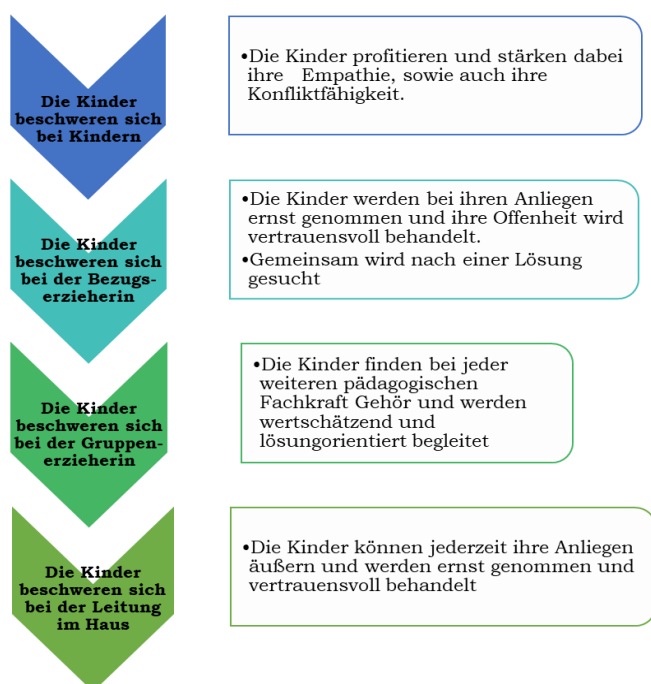 Die Kinder
beschweren sich
bei Kindern
•Die Kinder profitieren und stärken dabei
ihre Empathie, sowie auch ihre
Konfliktfähigkeit.
Die Kinder
beschweren sich
bei der Bezugs-
erzieherin
•Die Kinder werden bei ihren Anliegen
ernst genommen und ihre Offenheit wird
vertrauensvoll behandelt.
•Gemeinsam wird nach einer Lösung
gesucht
Die Kinder
beschweren sich
bei der Gruppen-
erzieherin
•Die Kinder finden bei jeder
weiteren pädagogischen
Fachkraft Gehör und werden
wertschätzend und
lösungorientiert begleitet
Die Kinder
beschweren sich
bei der Leitung
im Haus
•Die Kinder können jederzeit ihre Anliegen
äußern und werden ernst genommen und
vertrauensvoll behandelt